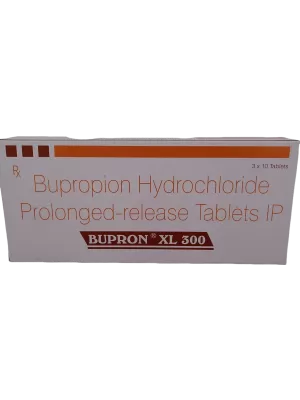 3 x 10 Tablets
Rx
Bupropion Hydrochloride
Prolonged-release Tablets IP
BUPRON® XL 300